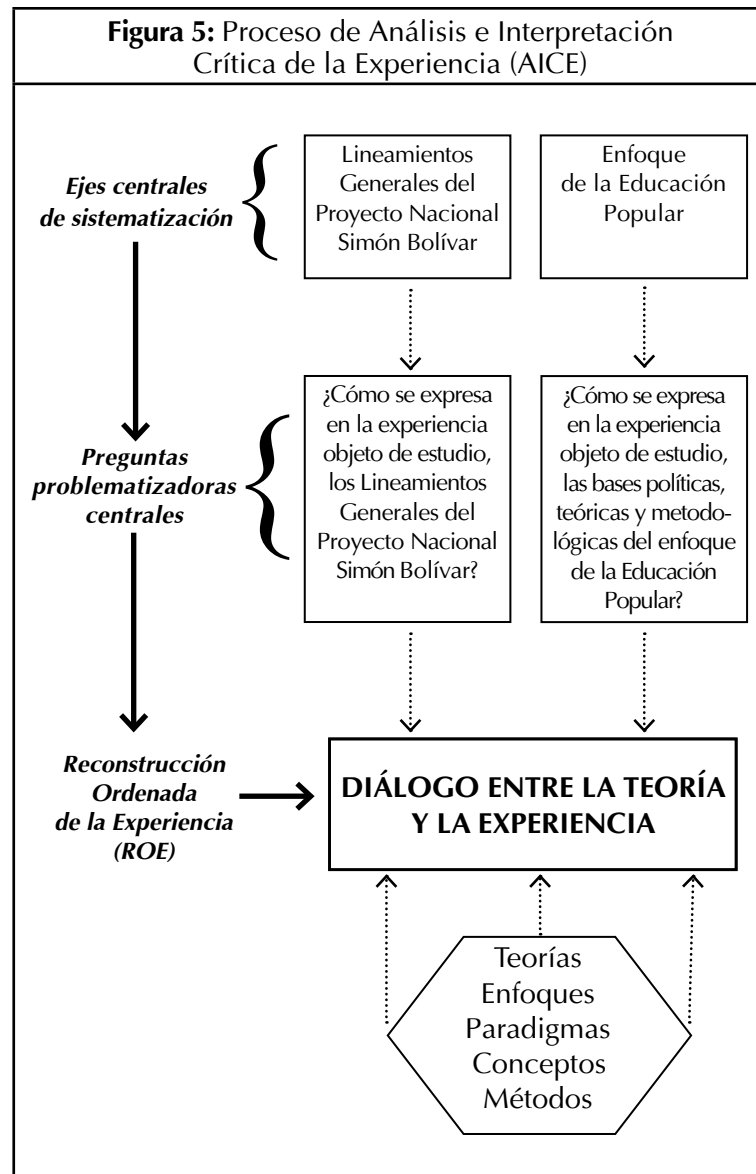 Figura 5: Proceso de Análisis e Interpretación
Crítica de la Experiencia (AICE)
Ejes centrales
de sistematización
Lineamientos
Generales del
Proyecto Nacional
Simón Bolívar
Enfoque
de la Educación
Popular
Preguntas
problematizadoras
centrales
¿Cómo se expresa
en la experiencia
objeto de estudio,
los Lineamientos
Generales del
Proyecto Nacional
Simón Bolívar?
¿Cómo se expresa
en la experiencia
objeto de estudio,
las bases políticas,
teóricas y metodo-
lógicas del enfoque
de la Educación
Popular?
Reconstrucción
Ordenada
de la Experiencia
(ROE)
DIÁLOGO ENTRE LA TEORÍA
Y LA EXPERIENCIA
Teorías
Enfoques
Paradigmas
Conceptos
Métodos